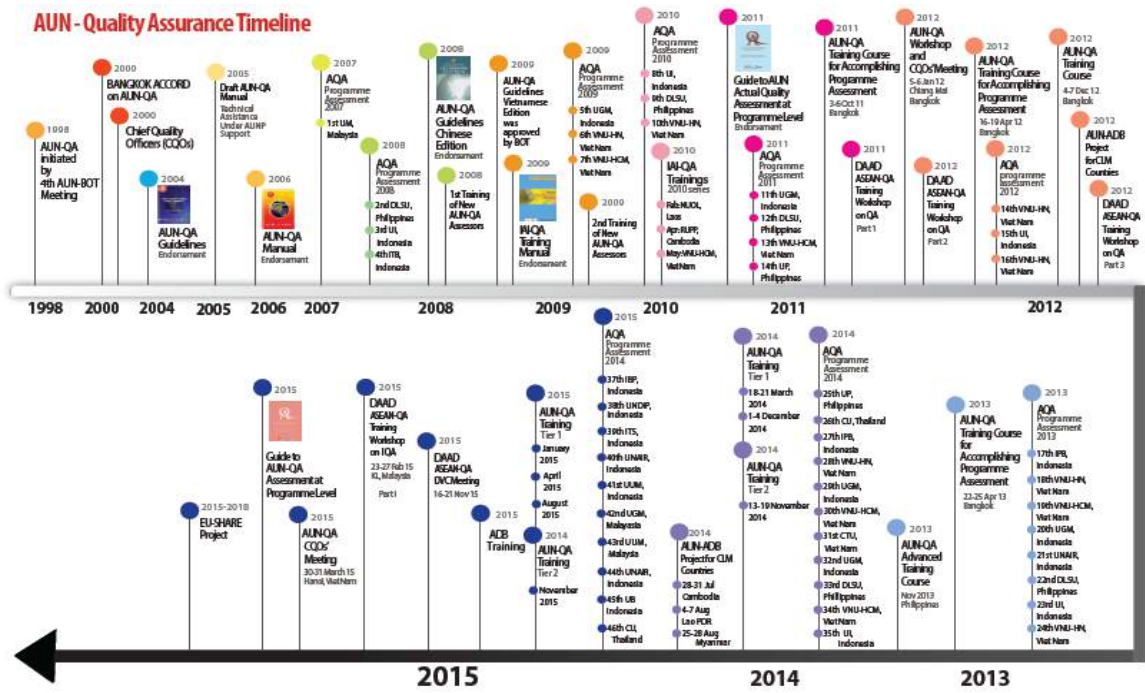 AUN - Quality Assurance Timeline
1998
AUN-QA
initiated
by
4th AUN-BOT
Meeting
2000
BANGKOK ACCORD
on AUN-QA
2000
Chief Quality
Officers (CQOs)
2004
AUN-QA
Guidelines
Endorsement
2005
Draft AUN-QA
Manual
Technical
Assistance
Under AUNP
Support
2006
AUN-QA
Manual
Endorsement
2007
AQA
Programme
Assessment
2007
1st UM,
Malaysia
2008
AQA
Programme
Assessment
2008
2nd DLSU,
Philippines
3rd UI,
Indonesia
4th ITB,
Indonesia
2008
AUN-QA
Guidelines
Chinese
Edition
Endorsement
2008
1st Training
of New
AUN-QA
Assessors
2009
AUN-QA
Guidelines
Vietnamese
Edition
was
approved
by BOT
2009
IAI-QA
Training
Manual
Endorsement
2009
AQA
Programme
Assessment
2009
5th UGM,
Indonesia
6th VNU-HN,
Viet Nam
7th VNU-HCM,
Viet Nam
2009
2nd Training
of New
AUN-QA
Assessors
2010
AQA
Programme
Assessment
2010
8th UI,
Indonesia
9th DLSU,
Philippines
10th VNU-HN,
Viet Nam
2010
IAI-QA
Trainings
2010 series
Feb: NUOL,
Laos
Apr: RUPP,
Cambodia
May: VNU-HCM,
Viet Nam
2011
Guide to AUN
Actual Quality
Assessment at
Programme Level
Endorsement
2011
AQA
Programme
Assessment
2011
11th UGM,
Indonesia
12th DLSU,
Philippines
13th VNU-HCM,
Viet Nam
14th UP,
Philippines
2011
AUN-QA
Training Course
for Accomplishing
Programme
Assessment
3-6 Oct 11
Bangkok
2011
DAAD
ASEAN-QA
Training
Workshop
on QA
Part 1
2012
AUN-QA
Workshop
and
CQOs' Meeting
5-6 Jan 12
Chiang Mai
Bangkok
2012
DAAD
ASEAN-QA
Training
Workshop
on QA
Part 2
2012
AUN-QA
Training Course
for Accomplishing
Programme
Assessment
16-19 Apr 12
Bangkok
2012
AQA
programme
Assessment
2012
14th VNU-HN,
Viet Nam
15th UI,
Indonesia
16th VNU-HN,
Viet Nam
2012
AUN-QA
Training
Course
4-7 Dec 12
Bangkok
2012
AUN-ADB
Project
for CLM
Countries
2012
DAAD
ASEAN-QA
Training
Workshop
on QA
Part 3
1998
2000
2004
2005
2006
2007
2008
2009
2010
2011
2012
2015-2018
EU-SHARE
Project
2015
Guide to
AUN-QA
Assessment at
Programme Level
2015
AUN-QA
CQOs'
Meeting
30-31 March 15
Hanoi, Viet Nam
2015
DAAD
ASEAN-QA
Training
Workshop
on IQA
23-27 Feb 15
KL, Malaysia
Part I
2015
DAAD
ASEAN-QA
DVC Meeting
16-21 Nov 15
2015
ADB
Training
2015
AUN-QA
Training
Tier 1
January
2015
April
2015
August
2015
2014
AUN-QA
Training
Tier 2
November
2015
2015
AQA
Programme
Assessment
2014
37th IBP,
Indonesia
38th UNDIP,
Indonesia
39th ITS,
Indonesia
40th UNAIR,
Indonesia
41st UUM,
Indonesia
42nd UGM,
Malayasia
43rd UUM,
Malaysia
44th UNAIR,
Indonesia
45th UB
Indonesia
46th CU,
Thailand
2014
AUN-ADB
Project for CLM
Countries
28-31 Jul
Cambodia
4-7 Aug
Lao PDR
25-28 Aug
Myanmar
2014
AUN-QA
Training
Tier 1
18-21 March
2014
1-4 December
2014
2014
AUN-QA
Training
Tier 2
13-19 November
2014
2014
AQA
Programme
Assessment
2014
25th UP,
Philippines
26th CU, Thailand
27th IPB,
Indonesia
28th VNU-HN,
Viet Nam
29th UGM,
Indonesia
30th VNU-HCM,
Viet Nam
31st CTU,
Viet Nam
32nd UGM,
Indonesia
33rd DLSU,
Philippines
34th VNU-HCM,
Viet Nam
35th UI,
Indonesia
2013
AUN-QA
Advanced
Training
Course
Nov 2013
Philippines
2013
AUN-QA
Training Course
for
Accomplishing
Programme
Assessment
22-25 Apr 13
Bangkok
2013
AQA
Programme
Assessment
2013
17th IPB,
Indonesia
18th VNU-HN,
Viet Nam
19th VNU-HCM,
Viet Nam
20th UGM,
Indonesia
21st UNAIR,
Indonesia
22nd DLSU,
Philippines
23rd UI,
Indonesia
24th VNU-HN,
Viet Nam
2015
2014
2013